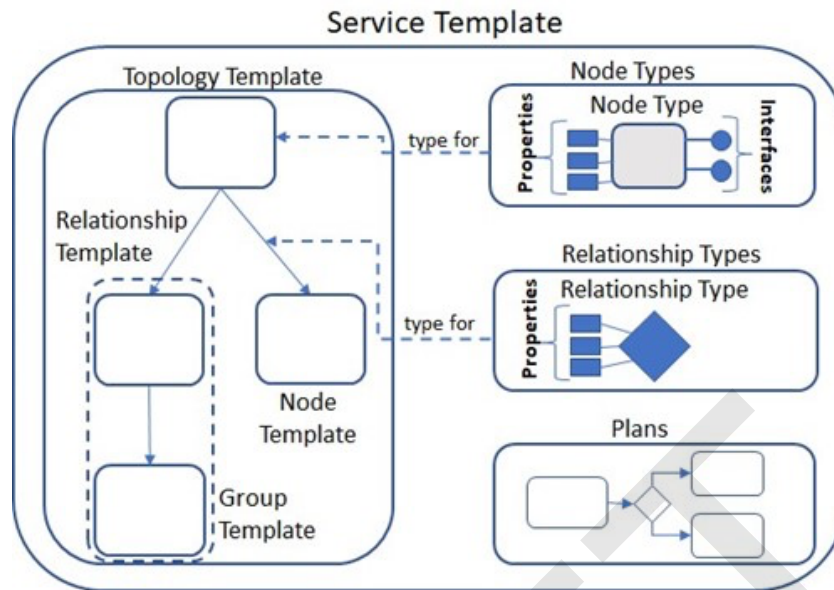 Service Template
Topology Template
Node Types
Node Type
Properties
Interfaces
type for
Relationship
Template
Relationship Types
Relationship Type
Properties
type for
Node
Template
Plans
Group
Template